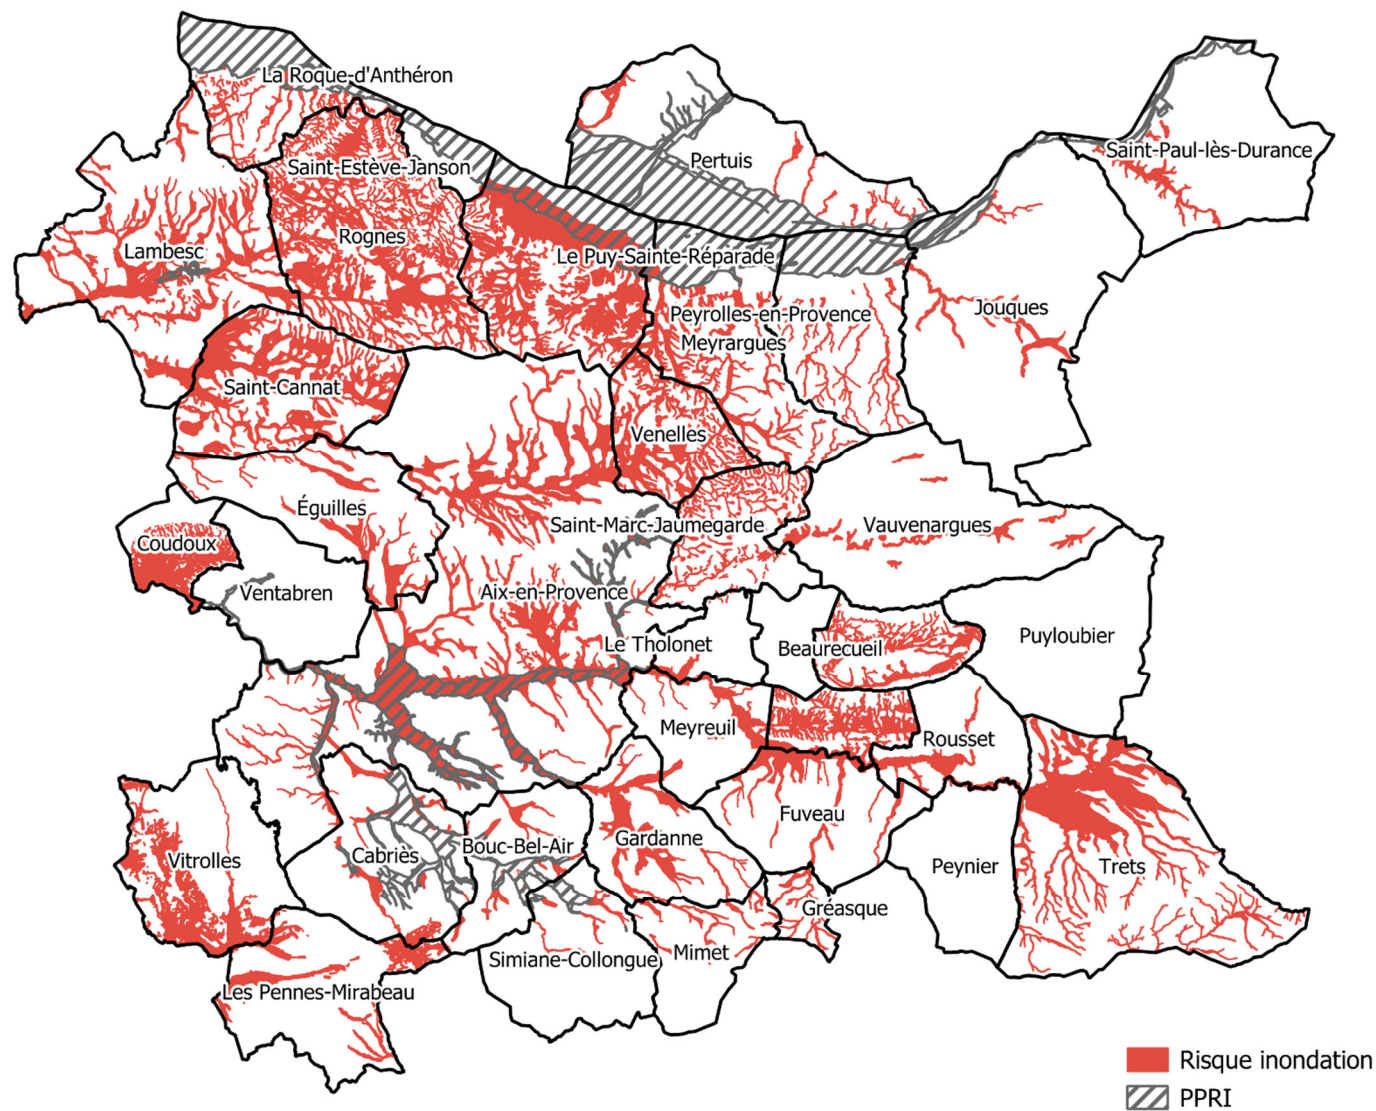 La Roque-d'Anthéron
Saint-Estève-Janson
Pertuis
Saint-Paul-lès-Durance
Lambesc
Rognes
Le Puy-Sainte-Réparade
Peyrolles-en-Provence
Jouques
Meyrargues
Saint-Cannat
Venelles
Éguilles
Saint-Marc-Jaumegarde
Vauvenargues
Coudoux
Ventabren
Aix-en-Provence
Le Tholonet
Beaurecueil
Puyloubier
Meyreuil
Rousset
Fuveau
Gardanne
Bouc-Bel-Air
Cabriès
Vitrolles
Peynier
Trets
Gréasque
Mimet
Simiane-Collongue
Les Pennes-Mirabeau
Risque inondation
PPRI